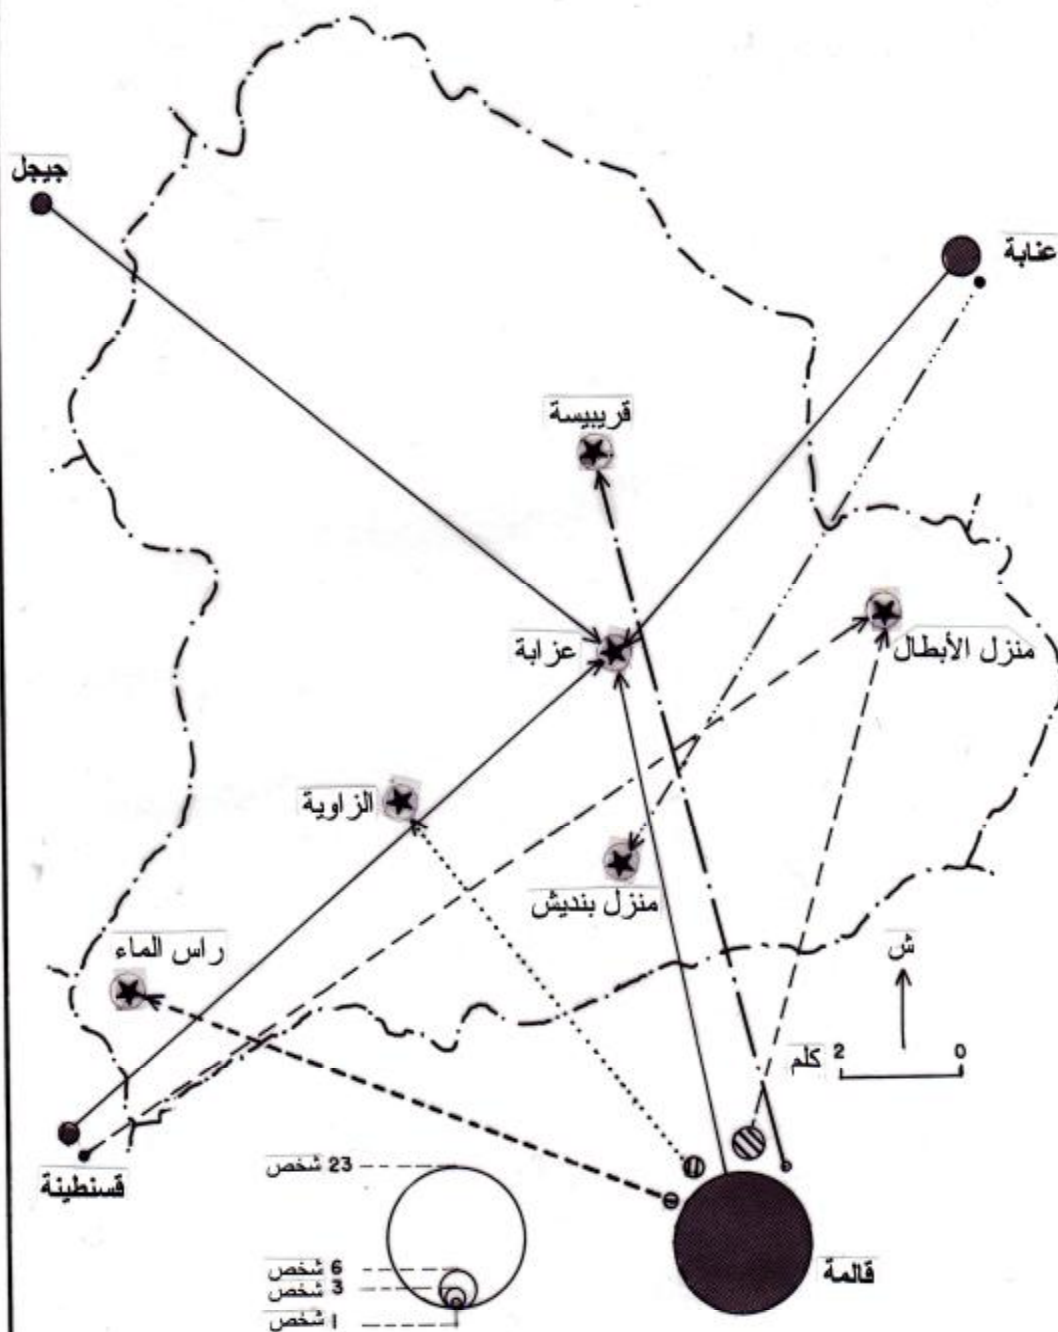 جيجل
عنابة
قريبيسة
عزابة
منزل الأبطال
الزاوية
منزل بنديش
راس الماء
ش
كلم 2 0
قسنطينة
23 شخص
6 شخص
3 شخص
1 شخص
قالمة